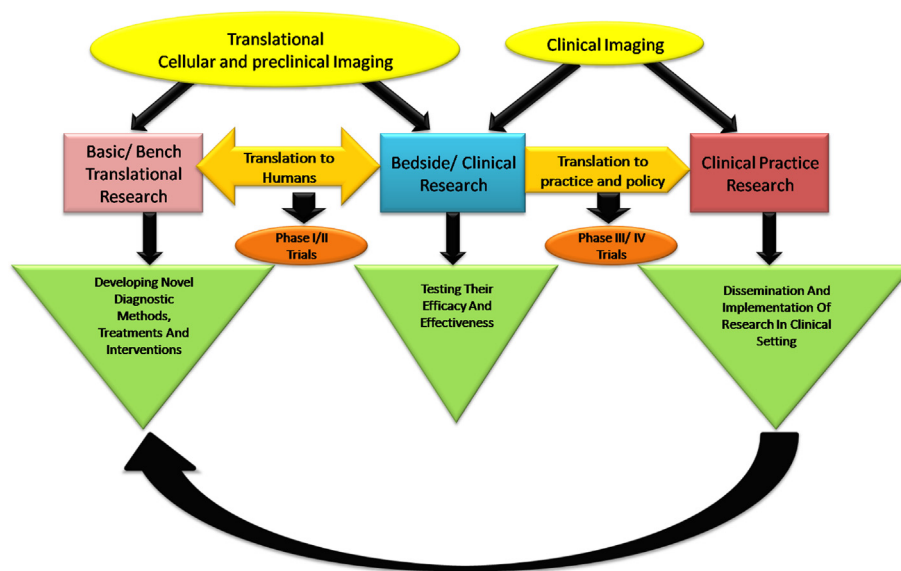 Translational
Cellular and preclinical Imaging
Clinical Imaging
Basic/ Bench
Translational
Research
Translation to
Humans
Bedside/ Clinical
Research
Translation to
practice and policy
Clinical Practice
Research
Phase I/II
Trials
Phase III/ IV
Trials
Developing Novel
Diagnostic
Methods,
Treatments And
Interventions
Testing Their
Efficacy And
Effectiveness
Dissemination And
Implementation Of
Research In Clinical
Setting